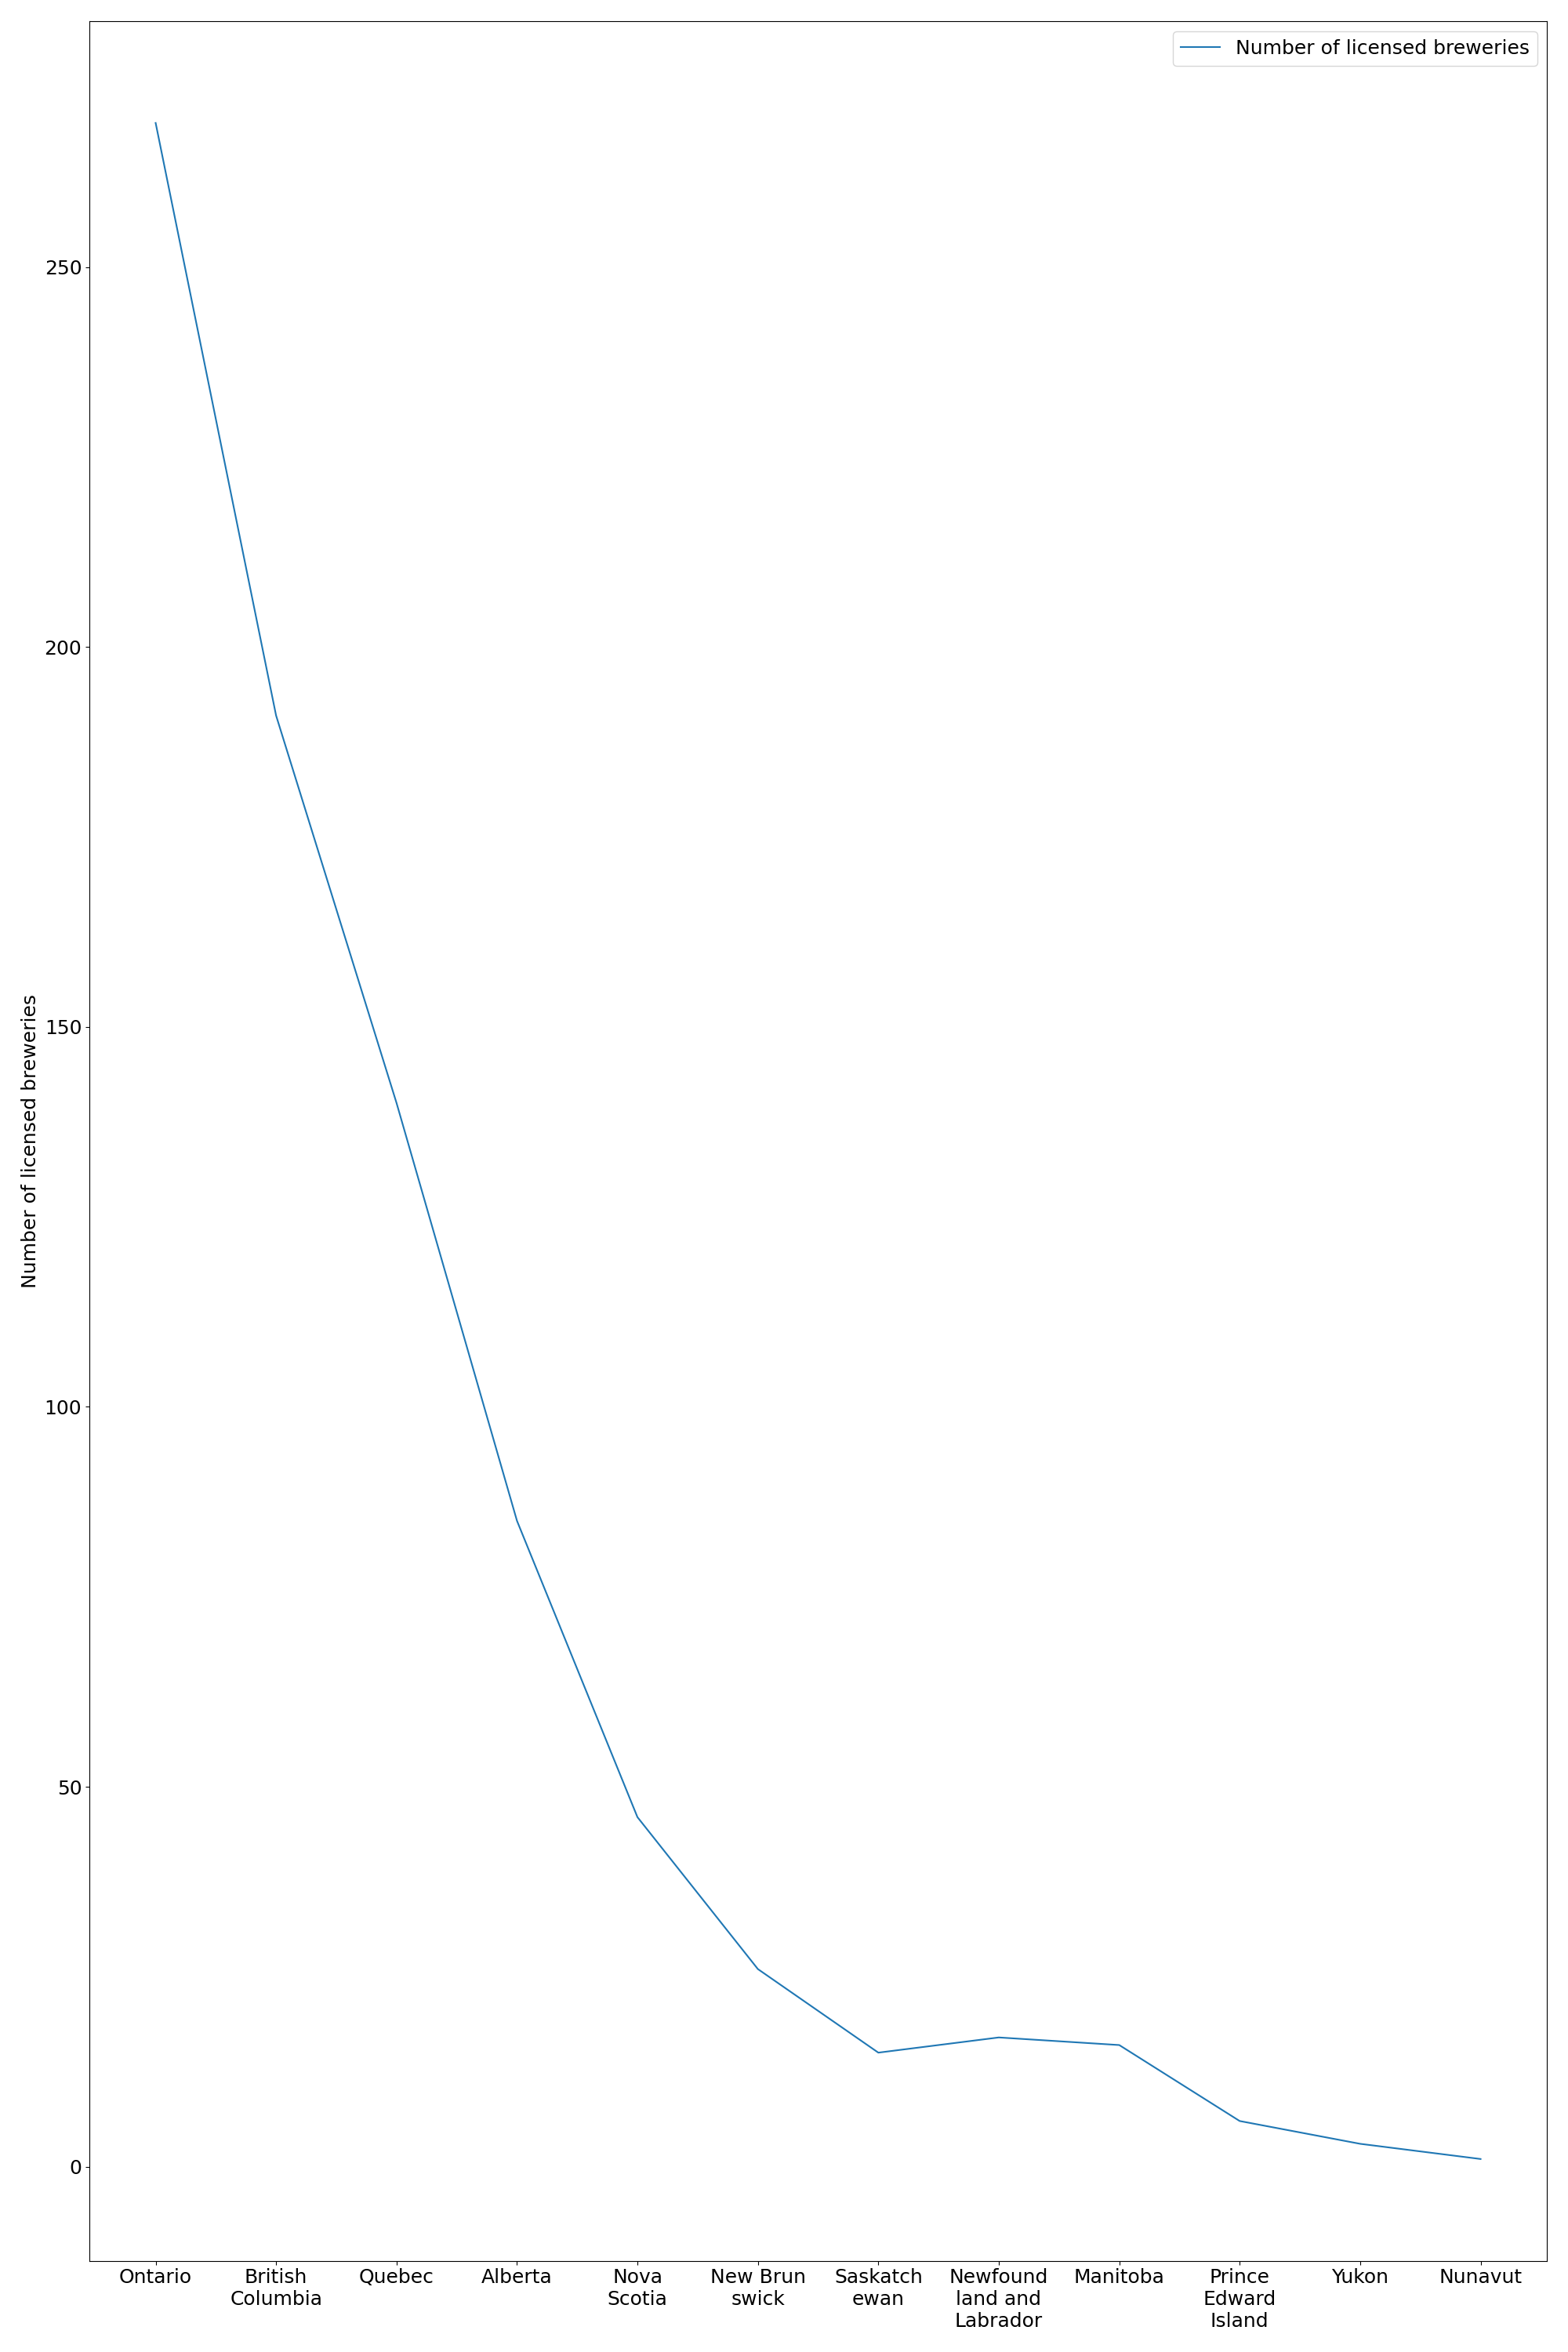 Number of licensed breweries
Number of licensed breweries
250
200
150
100
50
0
Ontario
British
Columbia
Quebec
Alberta
Nova
Scotia
New Brun
swick
Saskatch
ewan
Newfound
land and
Labrador
Manitoba
Prince
Edward
Island
Yukon
Nunavut